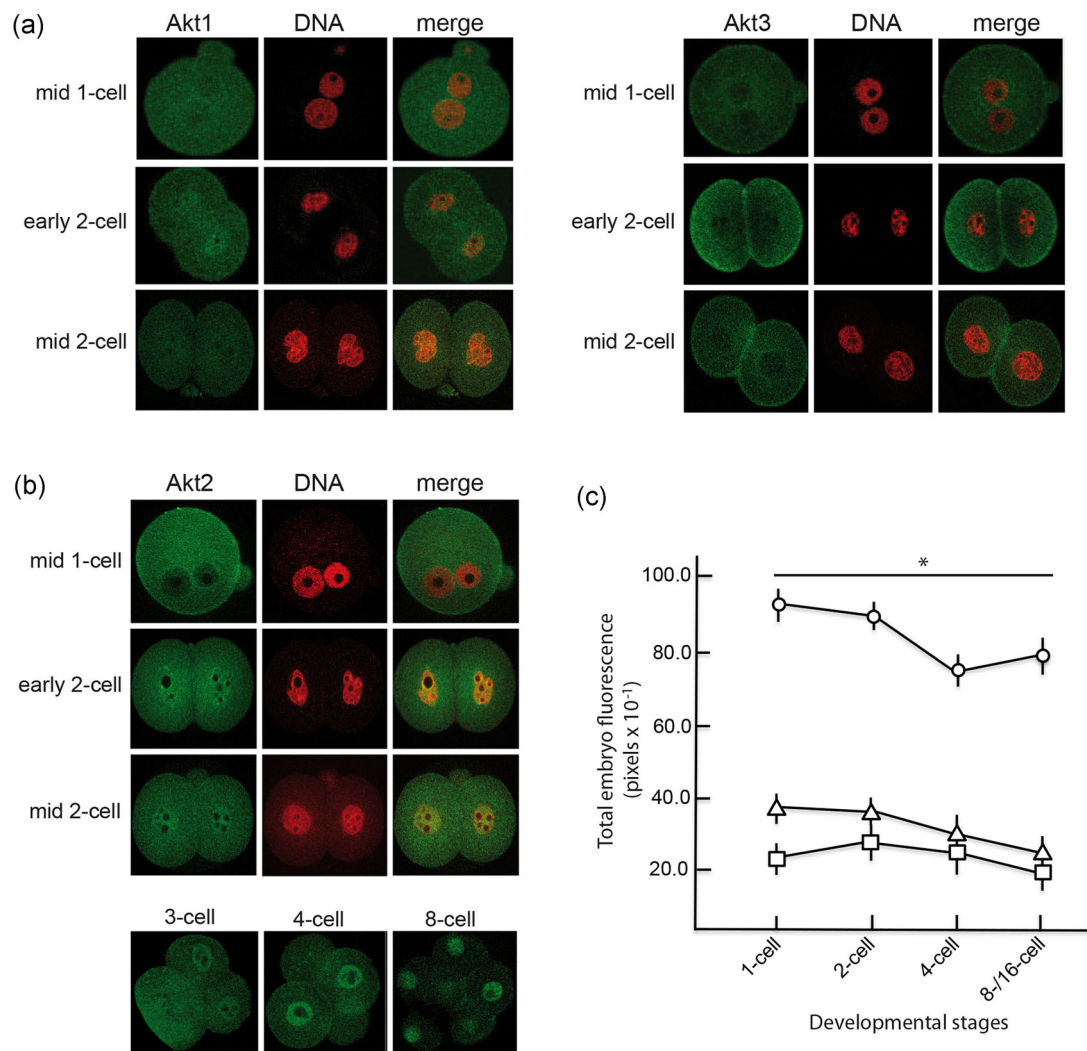 (a)
Akt1 DNA merge
mid 1-cell
early 2-cell
mid 2-cell
Akt3 DNA merge
mid 1-cell
early 2-cell
mid 2-cell
(b)
Akt2 DNA merge
mid 1-cell
early 2-cell
mid 2-cell
3-cell 4-cell 8-cell
(c)
*
100.0
80.0
60.0
40.0
20.0
Total embryo fluorescence
(pixels x 10⁻¹)
1-cell
2-cell
4-cell
8-/16-cell
Developmental stages